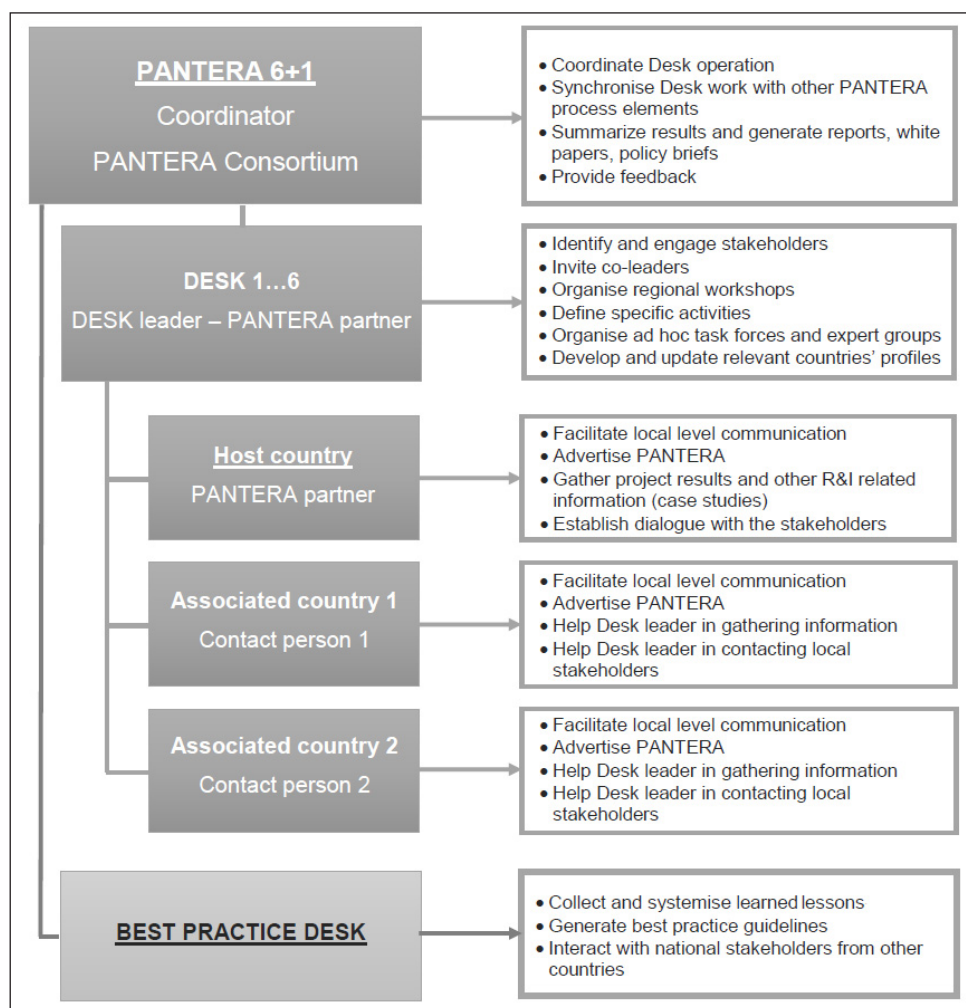 PANTERA 6+1
Coordinator
PANTERA Consortium
• Coordinate Desk operation
• Synchronise Desk work with other PANTERA
process elements
• Summarize results and generate reports, white
papers, policy briefs
• Provide feedback
DESK 1...6
DESK leader – PANTERA partner
• Identify and engage stakeholders
• Invite co-leaders
• Organise regional workshops
• Define specific activities
• Organise ad hoc task forces and expert groups
• Develop and update relevant countries' profiles
Host country
PANTERA partner
• Facilitate local level communication
• Advertise PANTERA
• Gather project results and other R&I related
information (case studies)
• Establish dialogue with the stakeholders
Associated country 1
Contact person 1
• Facilitate local level communication
• Advertise PANTERA
• Help Desk leader in gathering information
• Help Desk leader in contacting local
stakeholders
Associated country 2
Contact person 2
• Facilitate local level communication
• Advertise PANTERA
• Help Desk leader in gathering information
• Help Desk leader in contacting local
stakeholders
BEST PRACTICE DESK
• Collect and systemise learned lessons
• Generate best practice guidelines
• Interact with national stakeholders from other
countries